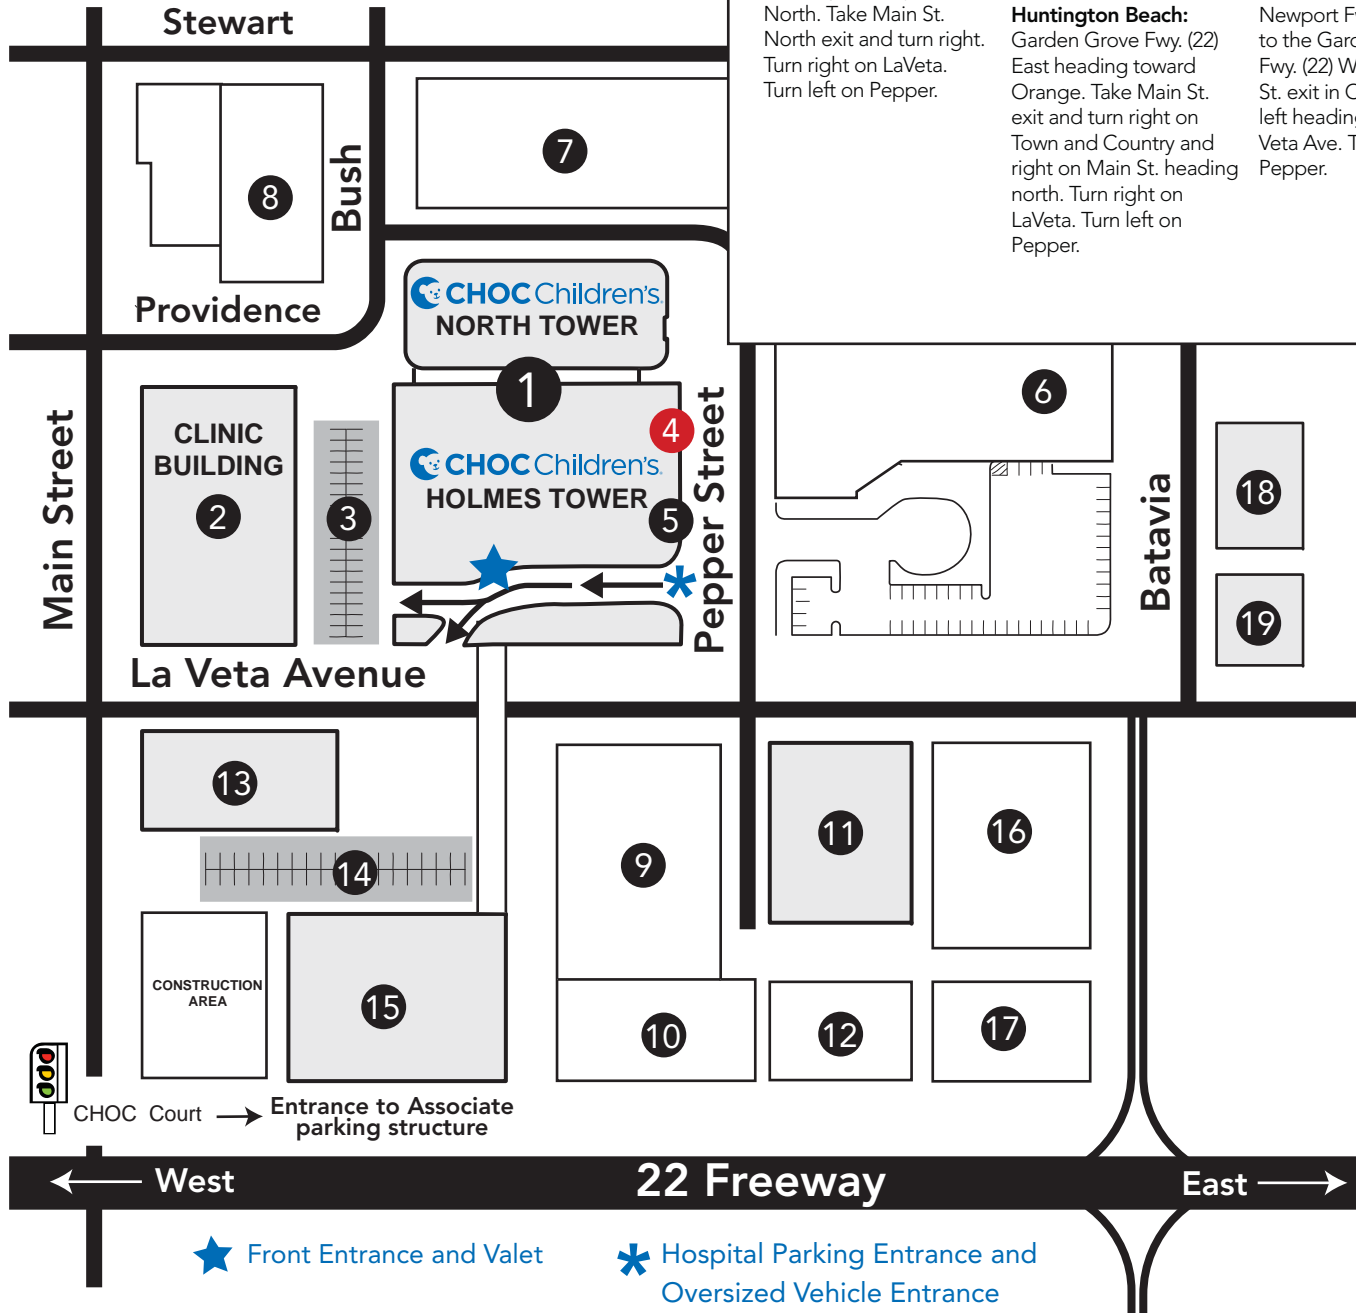 Stewart
North. Take Main St.
North exit and turn right.
Turn right on LaVeta.
Turn left on Pepper.
Huntington Beach:
Garden Grove Fwy. (22)
East heading toward
Orange. Take Main St.
exit and turn right on
Town and Country and
right on Main St. heading
north. Turn right on
LaVeta. Turn left on
Pepper.
Newport F
to the Gard
Fwy. (22) W
St. exit in O
left heading
Veta Ave. T
Pepper.
7
8
Bush
Providence
CHOC Children's.
NORTH TOWER
1
CHOC Children's.
HOLMES TOWER
4
5
CLINIC
BUILDING
2
3
Main Street
Pepper Street
6
Batavia
18
19
La Veta Avenue
13
14
9
11
16
CONSTRUCTION
AREA
15
10
12
17
CHOC Court
Entrance to Associate
parking structure
West
22 Freeway
East
Front Entrance and Valet
Hospital Parking Entrance and
Oversized Vehicle Entrance